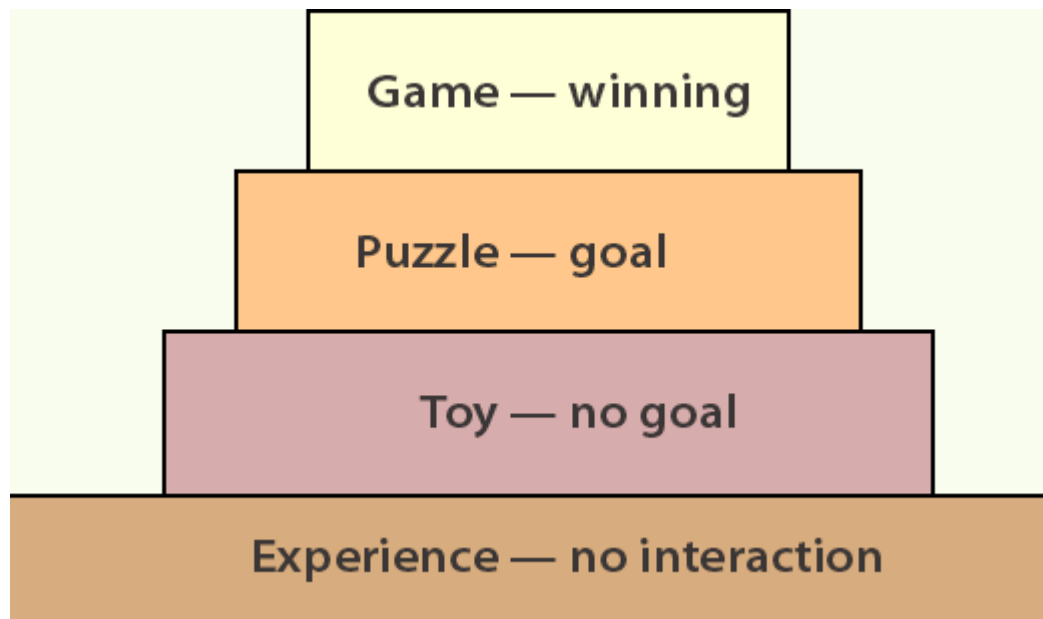 Game — winning
Puzzle — goal
Toy — no goal
Experience — no interaction